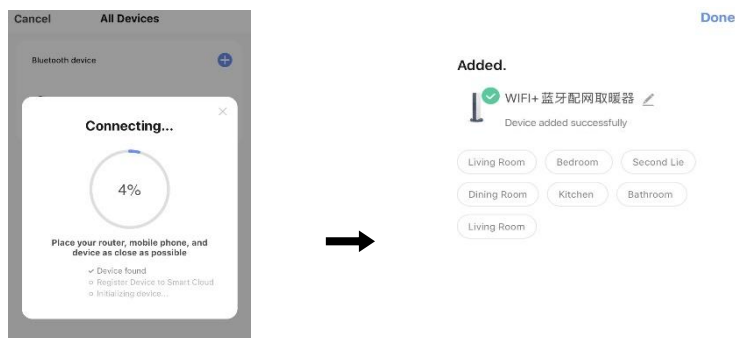 Cancel All Devices
Bluetooth device
Connecting...
4%
Place your router, mobile phone, and
device as close as possible
Device found
Register Device to Smart Cloud
Initializing device...
Done
Added.
WIFI+蓝牙配网取暖器
Device added successfully
Living Room Bedroom Second Lie
Dining Room Kitchen Bathroom
Living Room